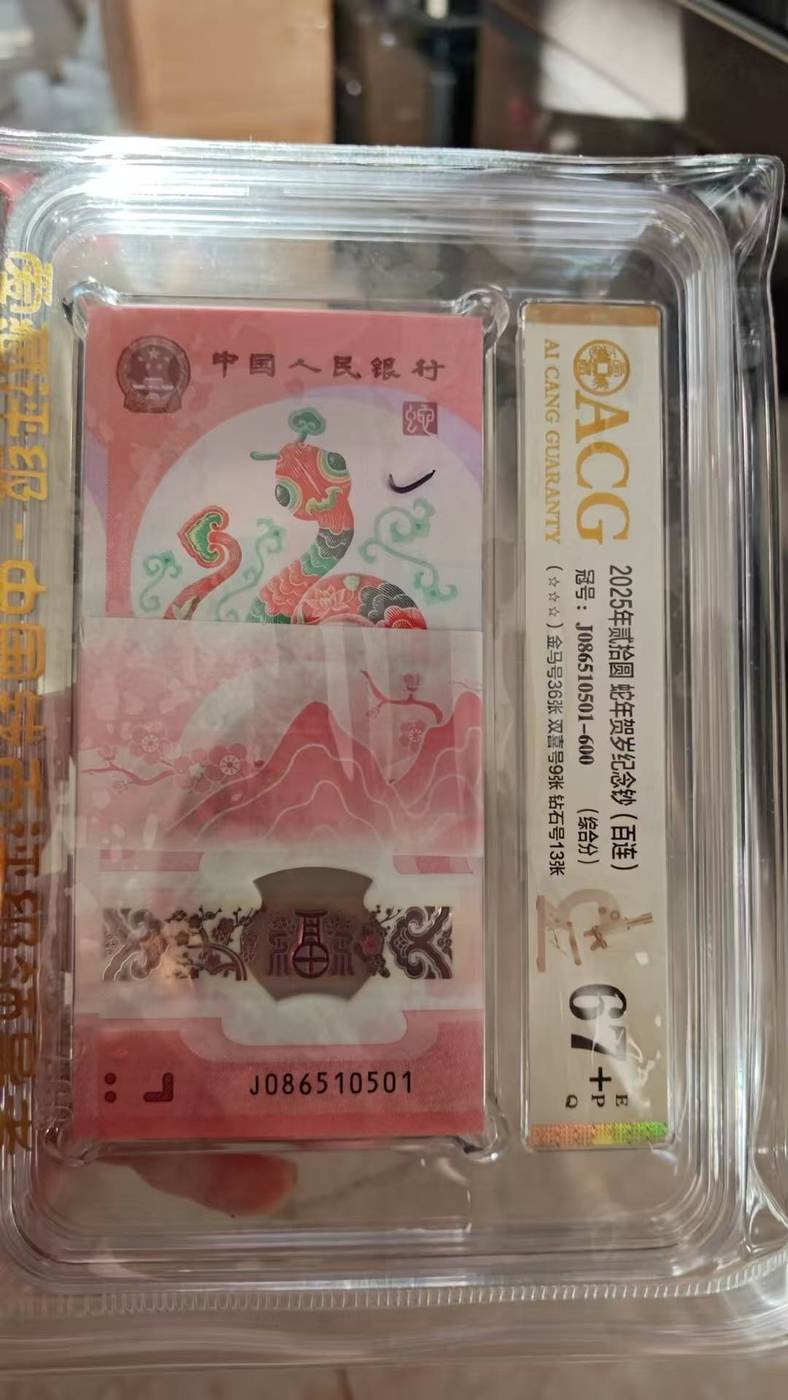 中国人民银行
蛇
J086510501
ACG
AI CANG GUARANTY
2025年贰拾圆 蛇年贺岁纪念钞（百连）
冠号：J086510501-600 （综合分）
（☆☆☆）金马号36张 双喜号9张 钻石号13张
67+
E
P
Q